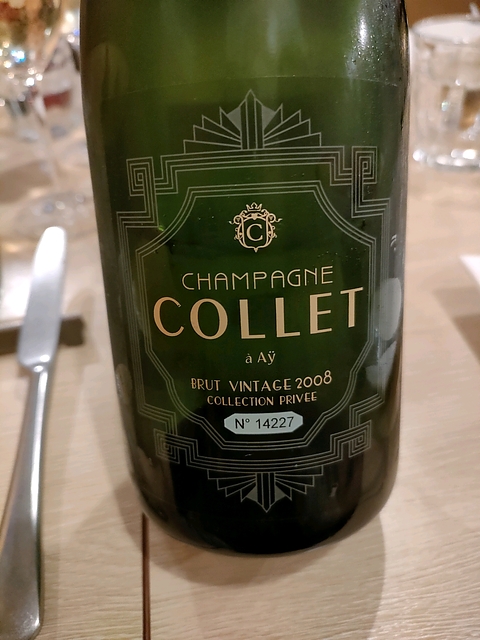 C
CHAMPAGNE
COLLET
à Aÿ
BRUT VINTAGE 2008
COLLECTION PRIVEE
N° 14227